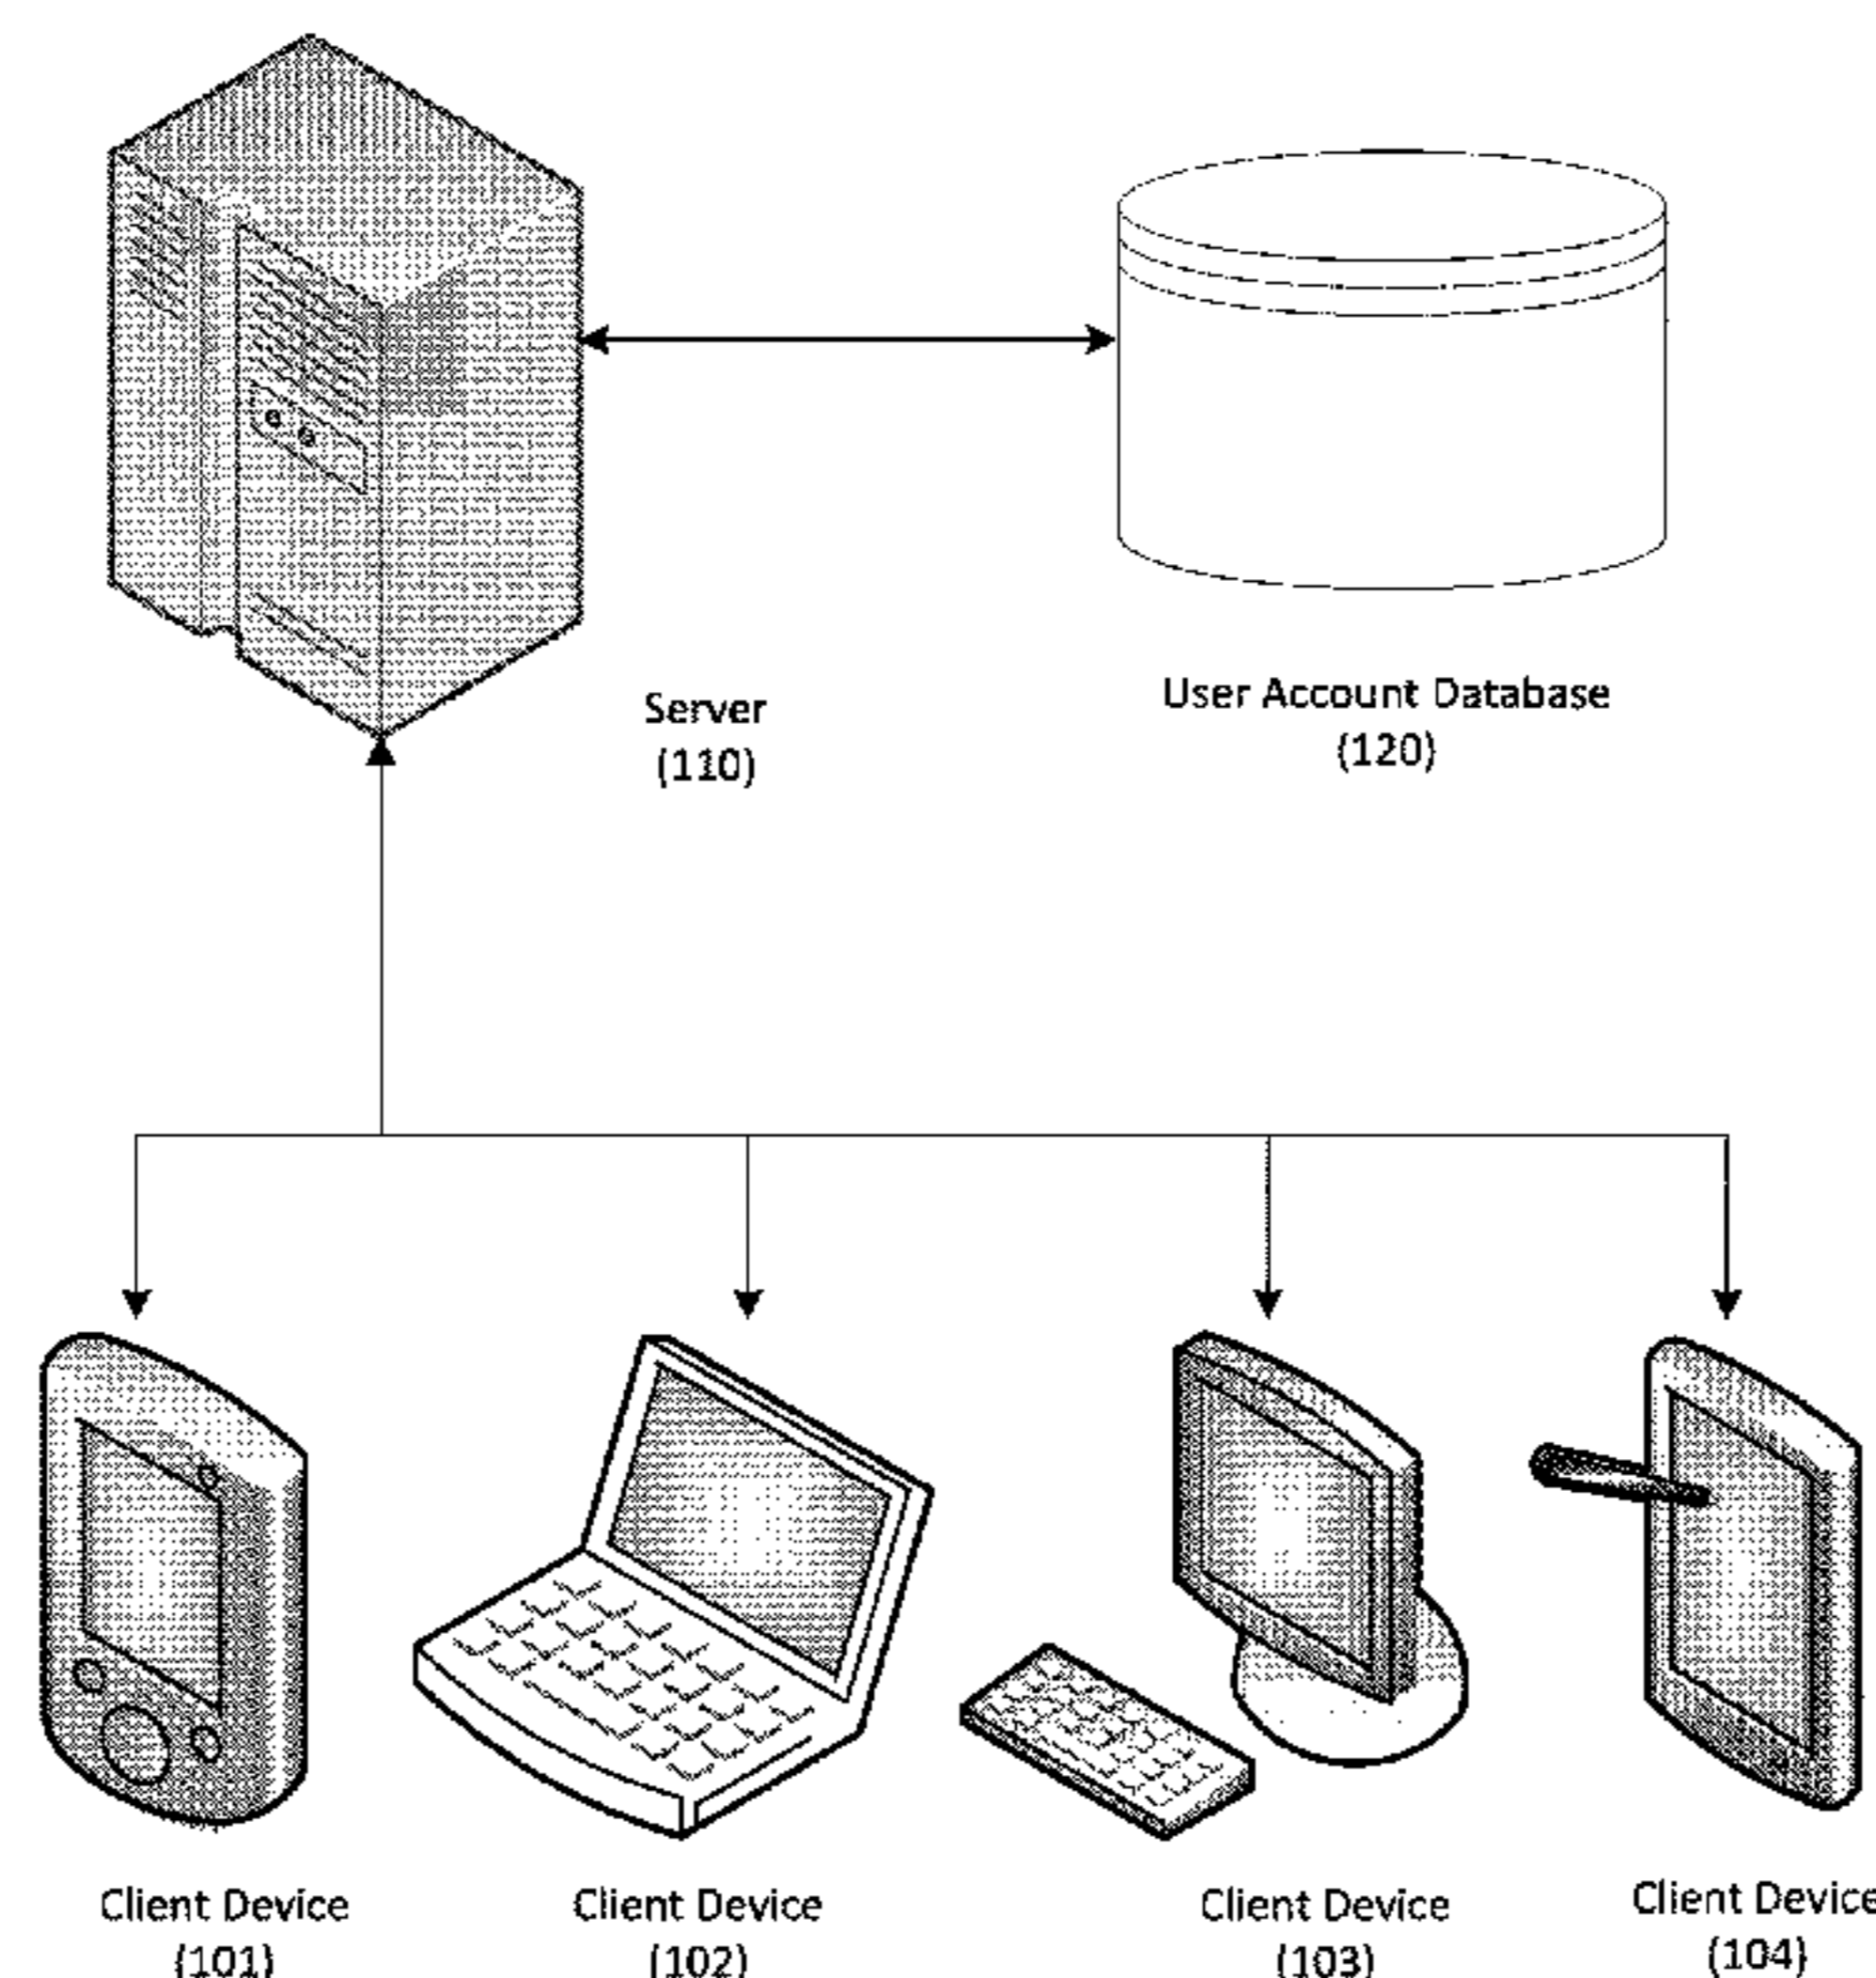 Server
(110)
User Account Database
(120)
Client Device
(101)
Client Device
(102)
Client Device
(103)
Client Device
(104)